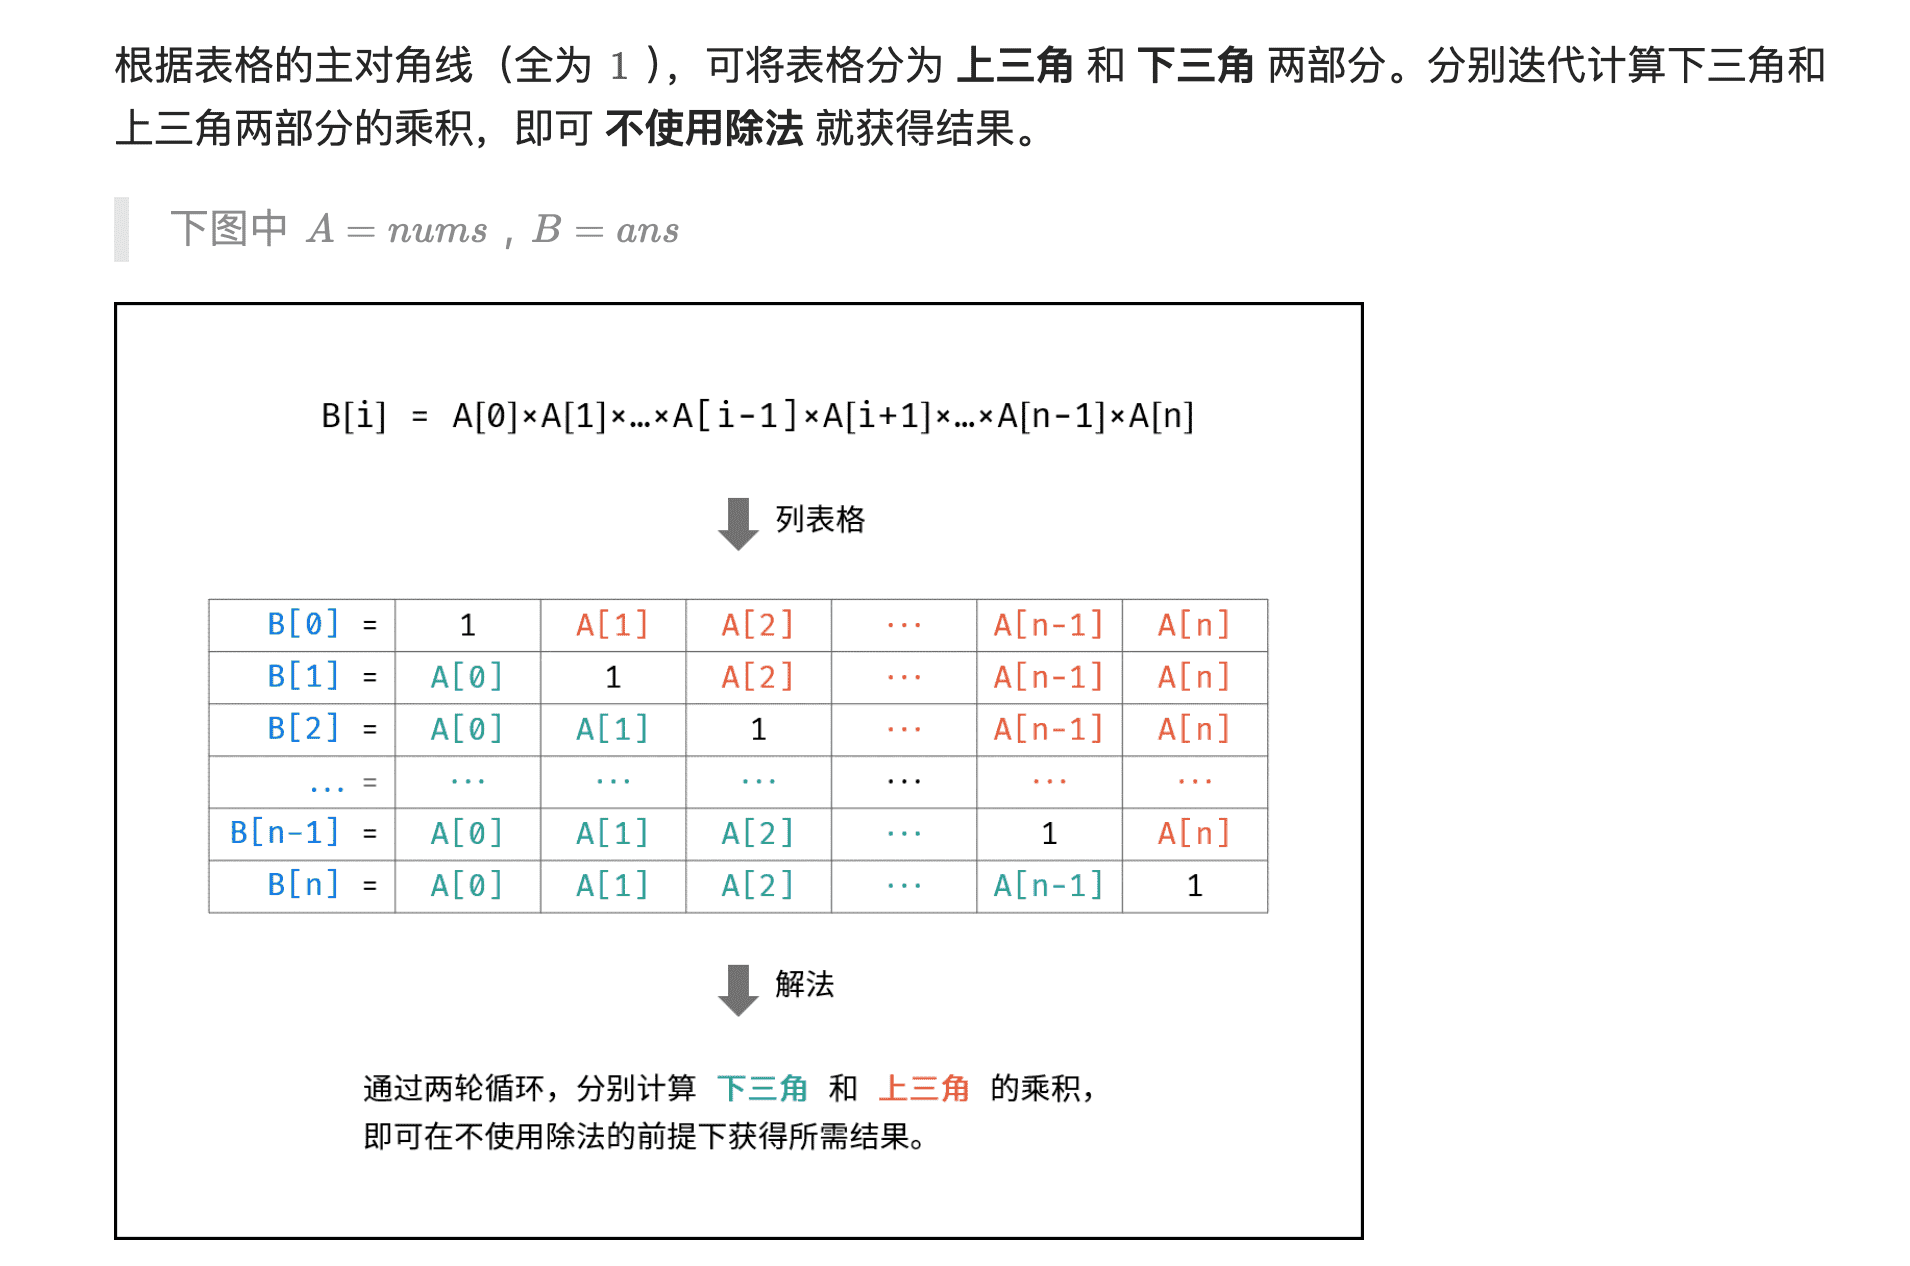 根据表格的主对角线（全为 1 ），可将表格分为 上三角 和 下三角 两部分。分别迭代计算下三角和
上三角两部分的乘积，即可 不使用除法 就获得结果。
下图中 A = nums , B = ans
B[i] = A[0]×A[1]×…×A[i-1]×A[i+1]×…×A[n-1]×A[n]
列表格
B[0] = 1 A[1] A[2] ··· A[n-1] A[n]
B[1] = A[0] 1 A[2] ··· A[n-1] A[n]
B[2] = A[0] A[1] 1 ··· A[n-1] A[n]
... = ··· ··· ··· ··· ··· ···
B[n-1] = A[0] A[1] A[2] ··· 1 A[n]
B[n] = A[0] A[1] A[2] ··· A[n-1] 1
解法
通过两轮循环，分别计算 下三角 和 上三角 的乘积，
即可在不使用除法的前提下获得所需结果。